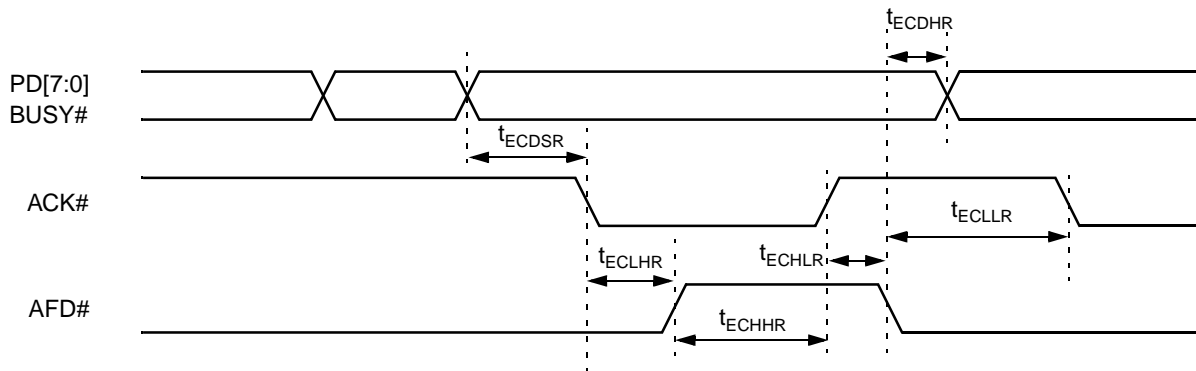 tECDHR
PD[7:0]
BUSY#
tECDSR
ACK#
tECLLR
tECLHR
tECHLR
AFD#
tECHHR